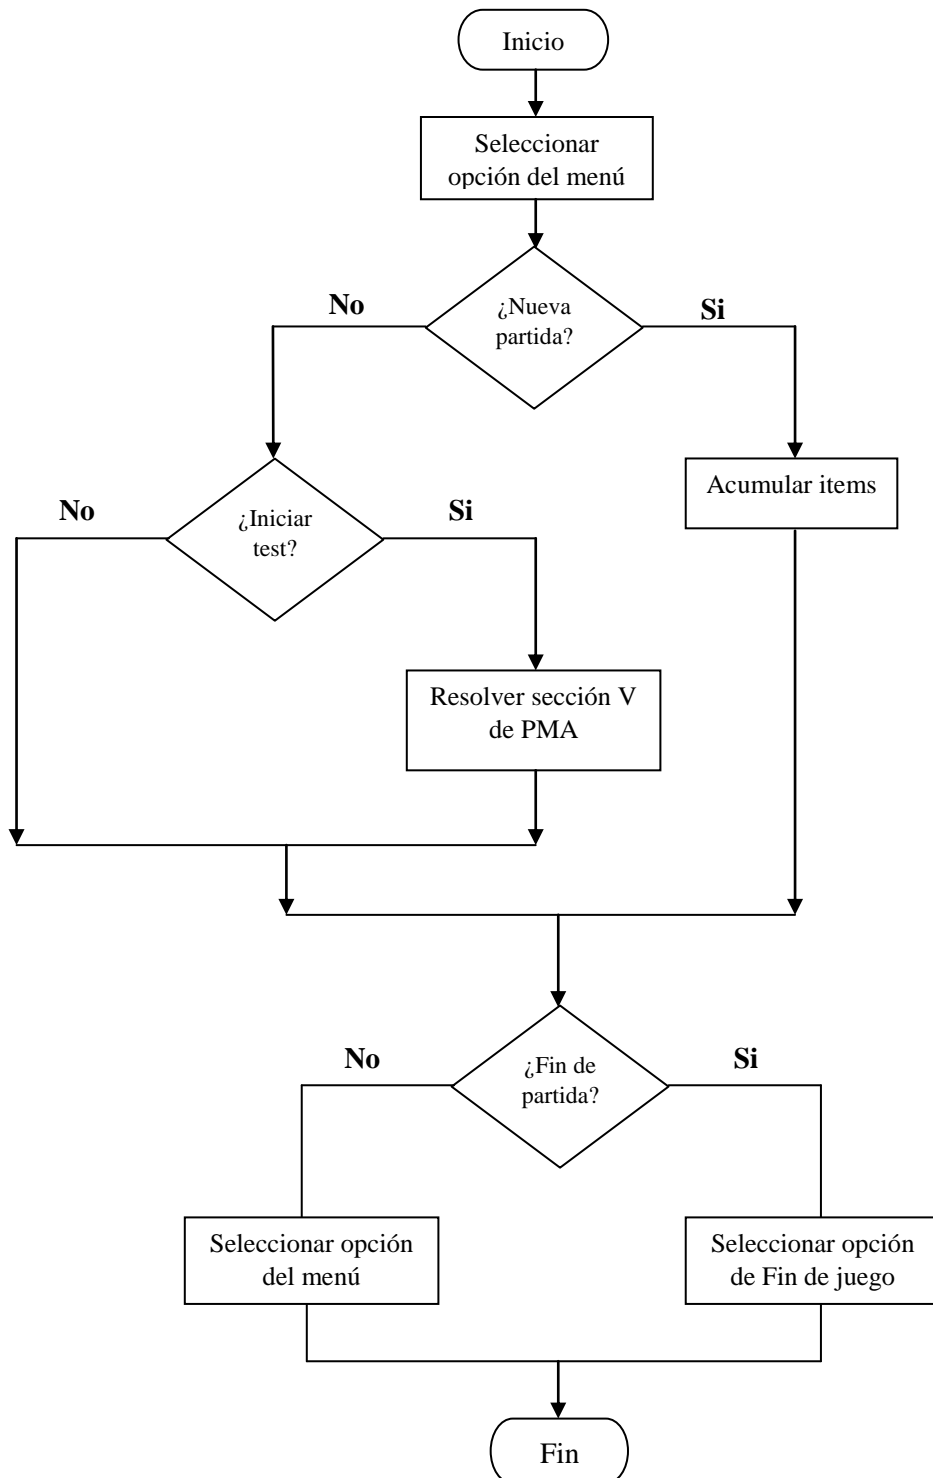 Inicio
Seleccionar
opción del menú
No
¿Nueva
partida?
Si
No
¿Iniciar
test?
Si
Acumular items
Resolver sección V
de PMA
No
¿Fin de
partida?
Si
Seleccionar opción
del menú
Seleccionar opción
de Fin de juego
Fin